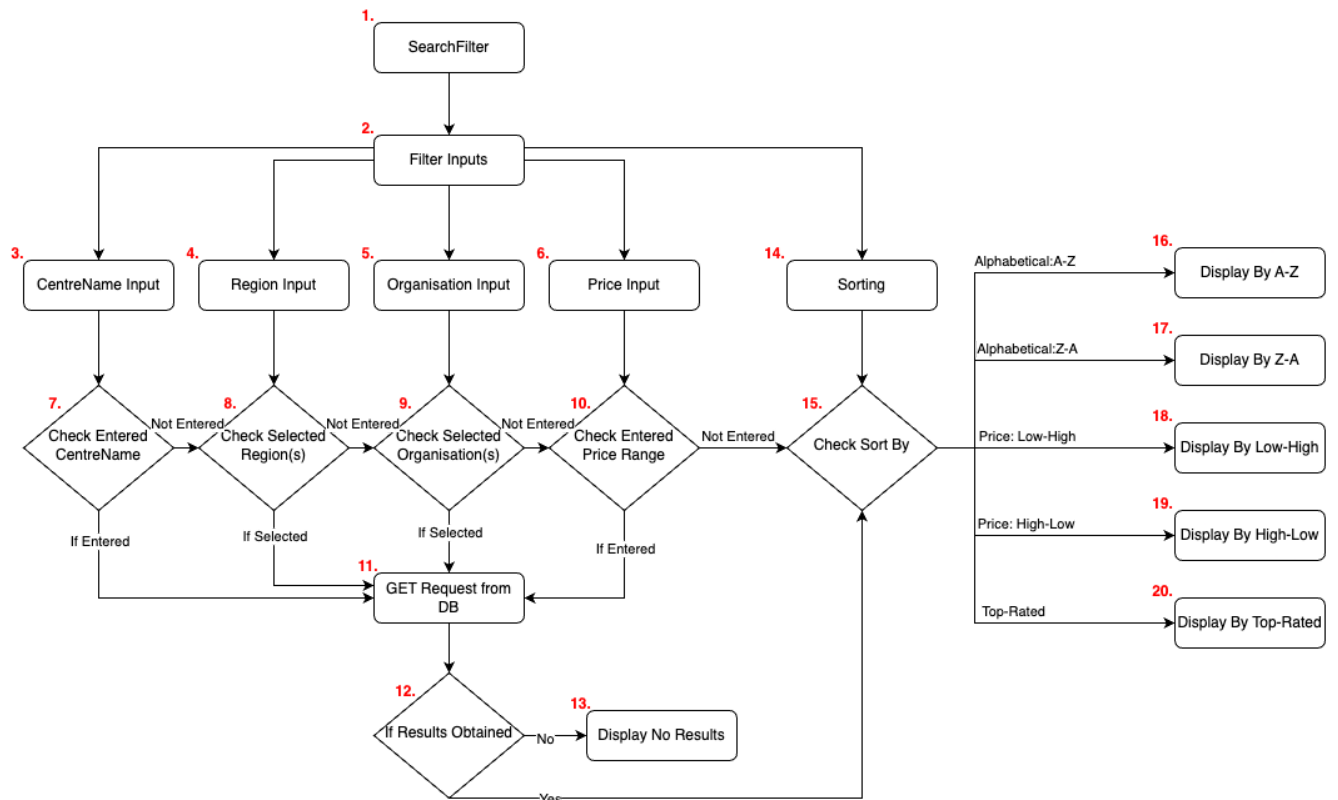 1.
SearchFilter
2.
Filter Inputs
3.
CentreName Input
4.
Region Input
5.
Organisation Input
6.
Price Input
14.
Sorting
7.
Check Entered
CentreName
Not Entered
8.
Check Selected
Region(s)
Not Entered
9.
Check Selected
Organisation(s)
Not Entered
10.
Check Entered
Price Range
Not Entered
15.
Check Sort By
Alphabetical:A-Z
16.
Display By A-Z
Alphabetical:Z-A
17.
Display By Z-A
Price: Low-High
18.
Display By Low-High
Price: High-Low
19.
Display By High-Low
Top-Rated
20.
Display By Top-Rated
If Entered
If Selected
If Selected
If Entered
11.
GET Request from
DB
12.
If Results Obtained
No
13.
Display No Results
Yes